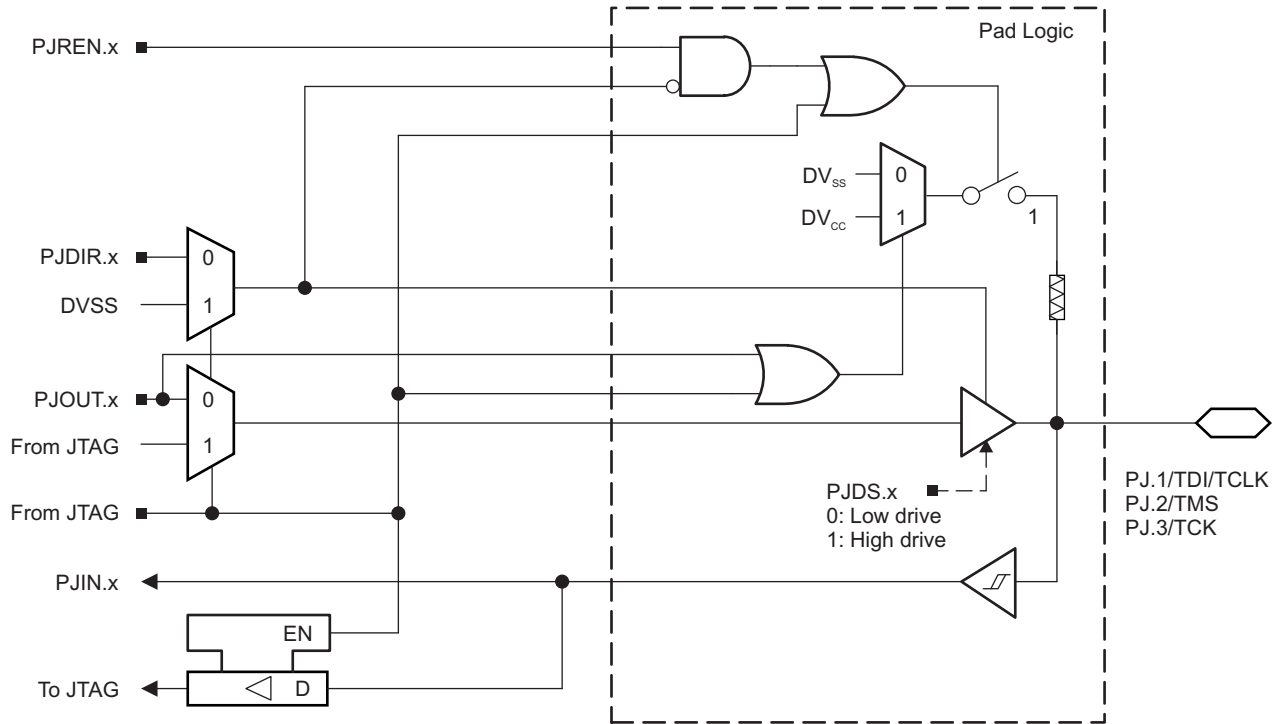 Pad Logic
PJREN.x
DVSS 0
DVCC 1
1
PJDIR.x 0
DVSS 1
PJOUT.x 0
From JTAG 1
PJDS.x
0: Low drive
1: High drive
PJ.1/TDI/TCLK
PJ.2/TMS
PJ.3/TCK
From JTAG
PJIN.x
EN
To JTAG D